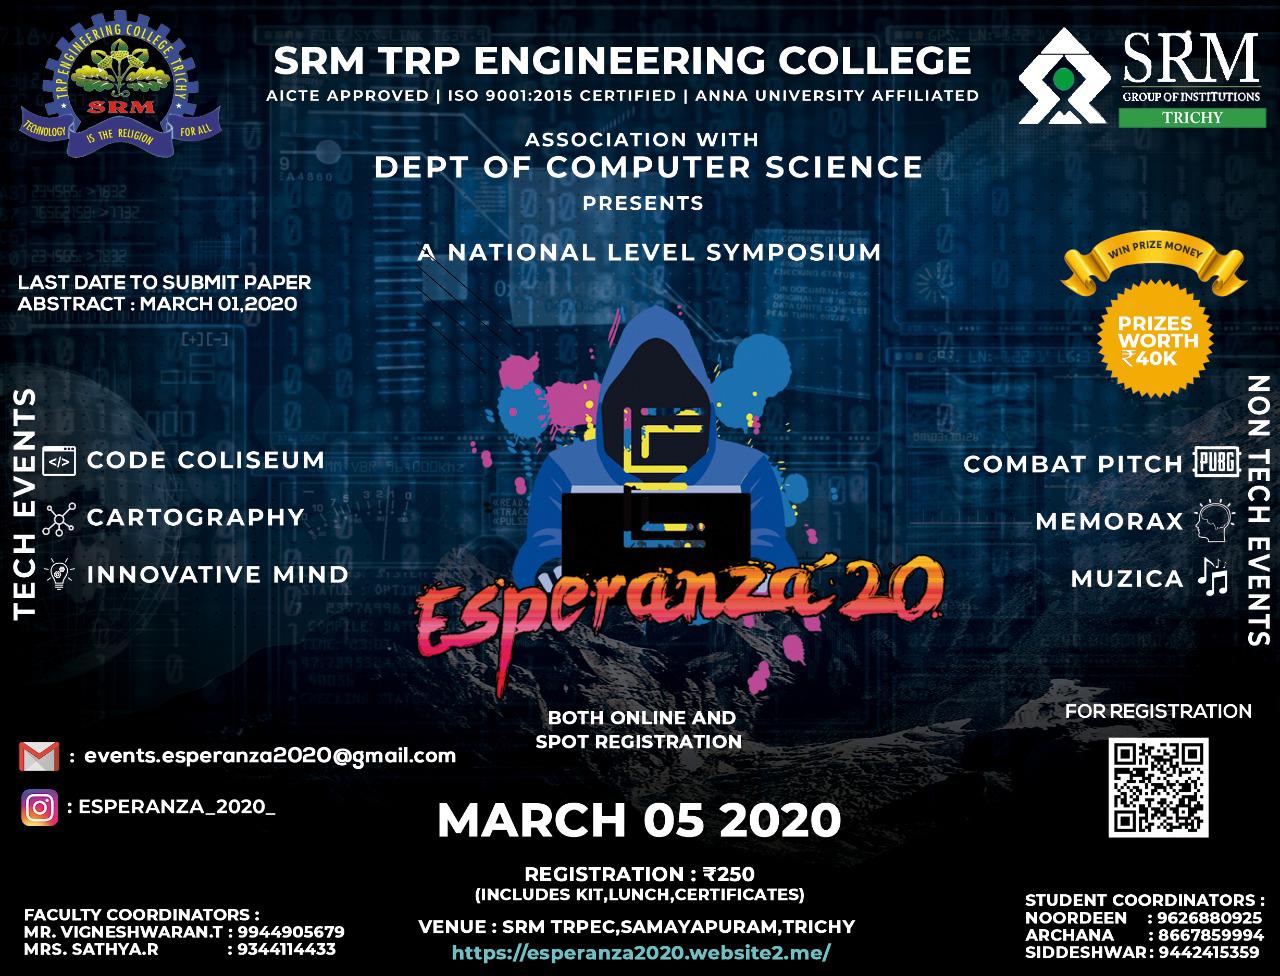 TRP ENGINEERING COLLEGE TRICHY
SRM
TECHNOLOGY IS THE RELIGION FOR ALL
SRM TRP ENGINEERING COLLEGE
AICTE APPROVED | ISO 9001:2015 CERTIFIED | ANNA UNIVERSITY AFFILIATED
SRM
GROUP OF INSTITUTIONS
TRICHY
ASSOCIATION WITH
DEPT OF COMPUTER SCIENCE
PRESENTS
A NATIONAL LEVEL SYMPOSIUM
LAST DATE TO SUBMIT PAPER
ABSTRACT : MARCH 01,2020
WIN PRIZE MONEY
PRIZES
WORTH
₹40K
TECH EVENTS
</>
CODE COLISEUM
CARTOGRAPHY
INNOVATIVE MIND
NON TECH EVENTS
COMBAT PITCH
PUBG
MEMORAX
MUZICA
Esperanza'20
BOTH ONLINE AND
SPOT REGISTRATION
FOR REGISTRATION
: events.esperanza2020@gmail.com
: ESPERANZA_2020_
MARCH 05 2020
REGISTRATION : ₹250
(INCLUDES KIT,LUNCH,CERTIFICATES)
VENUE : SRM TRPEC,SAMAYAPURAM,TRICHY
https://esperanza2020.website2.me/
FACULTY COORDINATORS :
MR. VIGNESHWARAN.T : 9944905679
MRS. SATHYA.R : 9344114433
STUDENT COORDINATORS :
NOORDEEN : 9626880925
ARCHANA : 8667859994
SIDDESHWAR : 9442415359